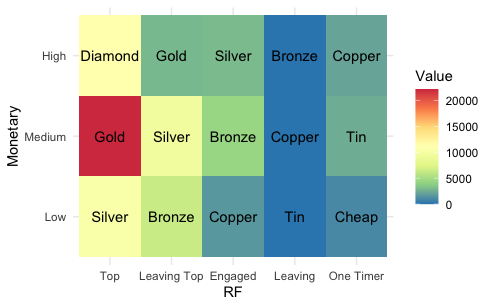 High
Diamond Gold Silver Bronze Copper
Medium
Gold Silver Bronze Copper Tin
Low
Silver Bronze Copper Tin Cheap
Monetary
Top Leaving Top Engaged Leaving One Timer
RF
Value
20000
15000
10000
5000
0